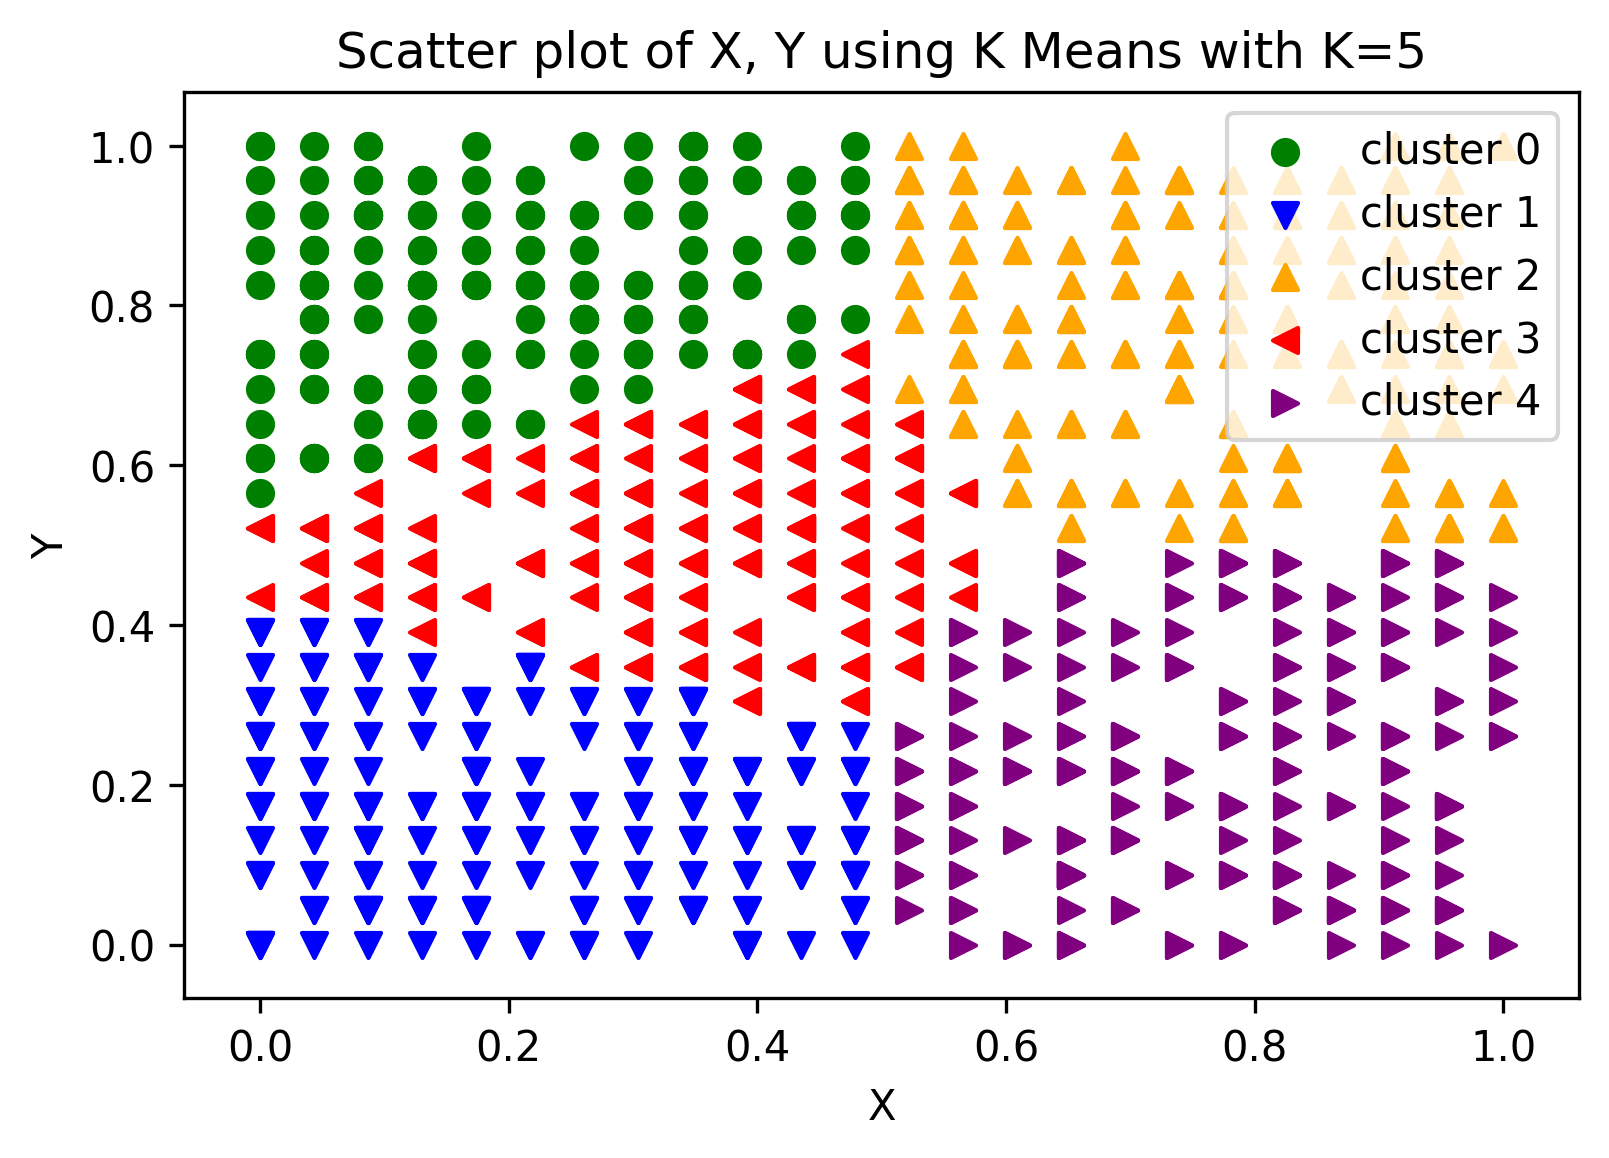 Scatter plot of X, Y using K Means with K=5
1.0
0.8
0.6
0.4
0.2
0.0
Y
cluster 0
cluster 1
cluster 2
cluster 3
cluster 4
0.0 0.2 0.4 0.6 0.8 1.0
X